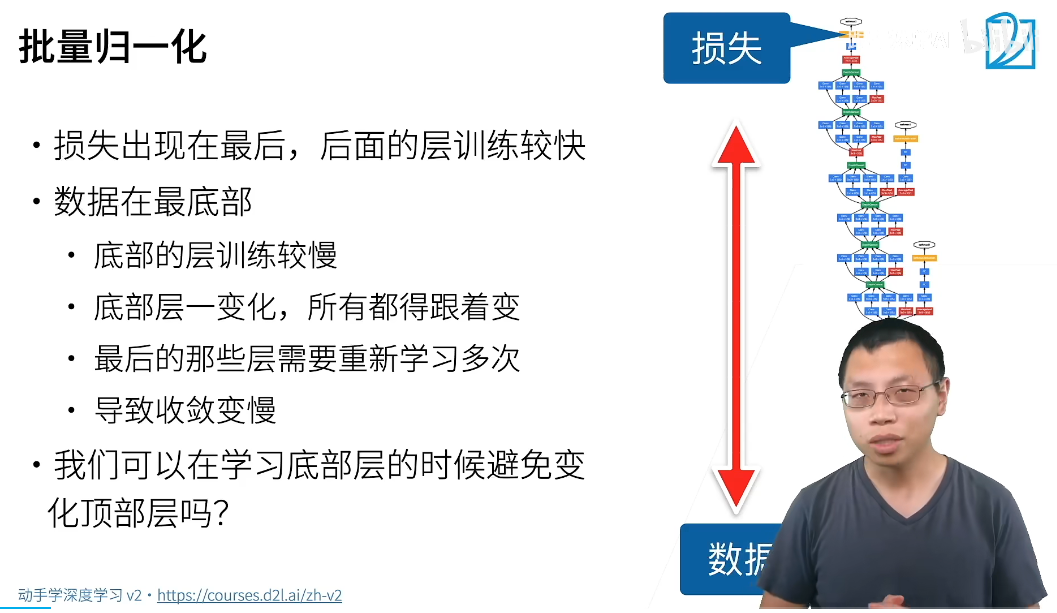 批量归一化
损失
• 损失出现在最后，后面的层训练较快
• 数据在最底部
• 底部的层训练较慢
• 底部层一变化，所有都得跟着变
• 最后的那些层需要重新学习多次
• 导致收敛变慢
• 我们可以在学习底部层的时候避免变
化顶部层吗？
数据
动手学深度学习 v2 • https://courses.d2l.ai/zh-v2